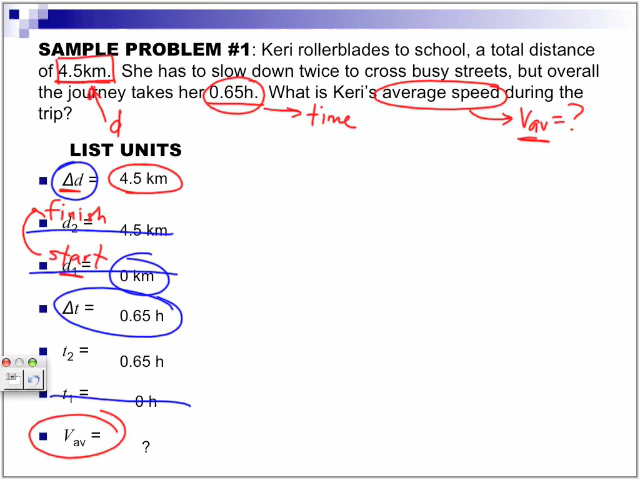 SAMPLE PROBLEM #1: Keri rollerblades to school, a total distance
of 4.5km. She has to slow down twice to cross busy streets, but overall
the journey takes her 0.65h. What is Keri's average speed during the
trip?
d
time
Vav=?
LIST UNITS
Δd = 4.5 km
finish
d2 = 4.5 km
start
d1 = 0 km
Δt = 0.65 h
t2 = 0.65 h
t1 = 0 h
Vav = ?